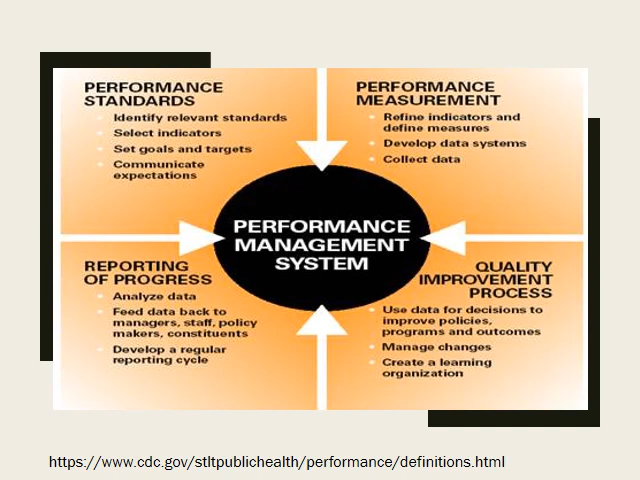 PERFORMANCE
STANDARDS
Identify relevant standards
Select indicators
Set goals and targets
Communicate
expectations
PERFORMANCE
MEASUREMENT
Refine indicators and
define measures
Develop data systems
Collect data
PERFORMANCE
MANAGEMENT
SYSTEM
REPORTING
OF PROGRESS
Analyze data
Feed data back to
managers, staff, policy
makers, constituents
Develop a regular
reporting cycle
QUALITY
IMPROVEMENT
PROCESS
Use data for decisions to
improve policies,
programs and outcomes
Manage changes
Create a learning
organization
https://www.cdc.gov/stltpublichealth/performance/definitions.html